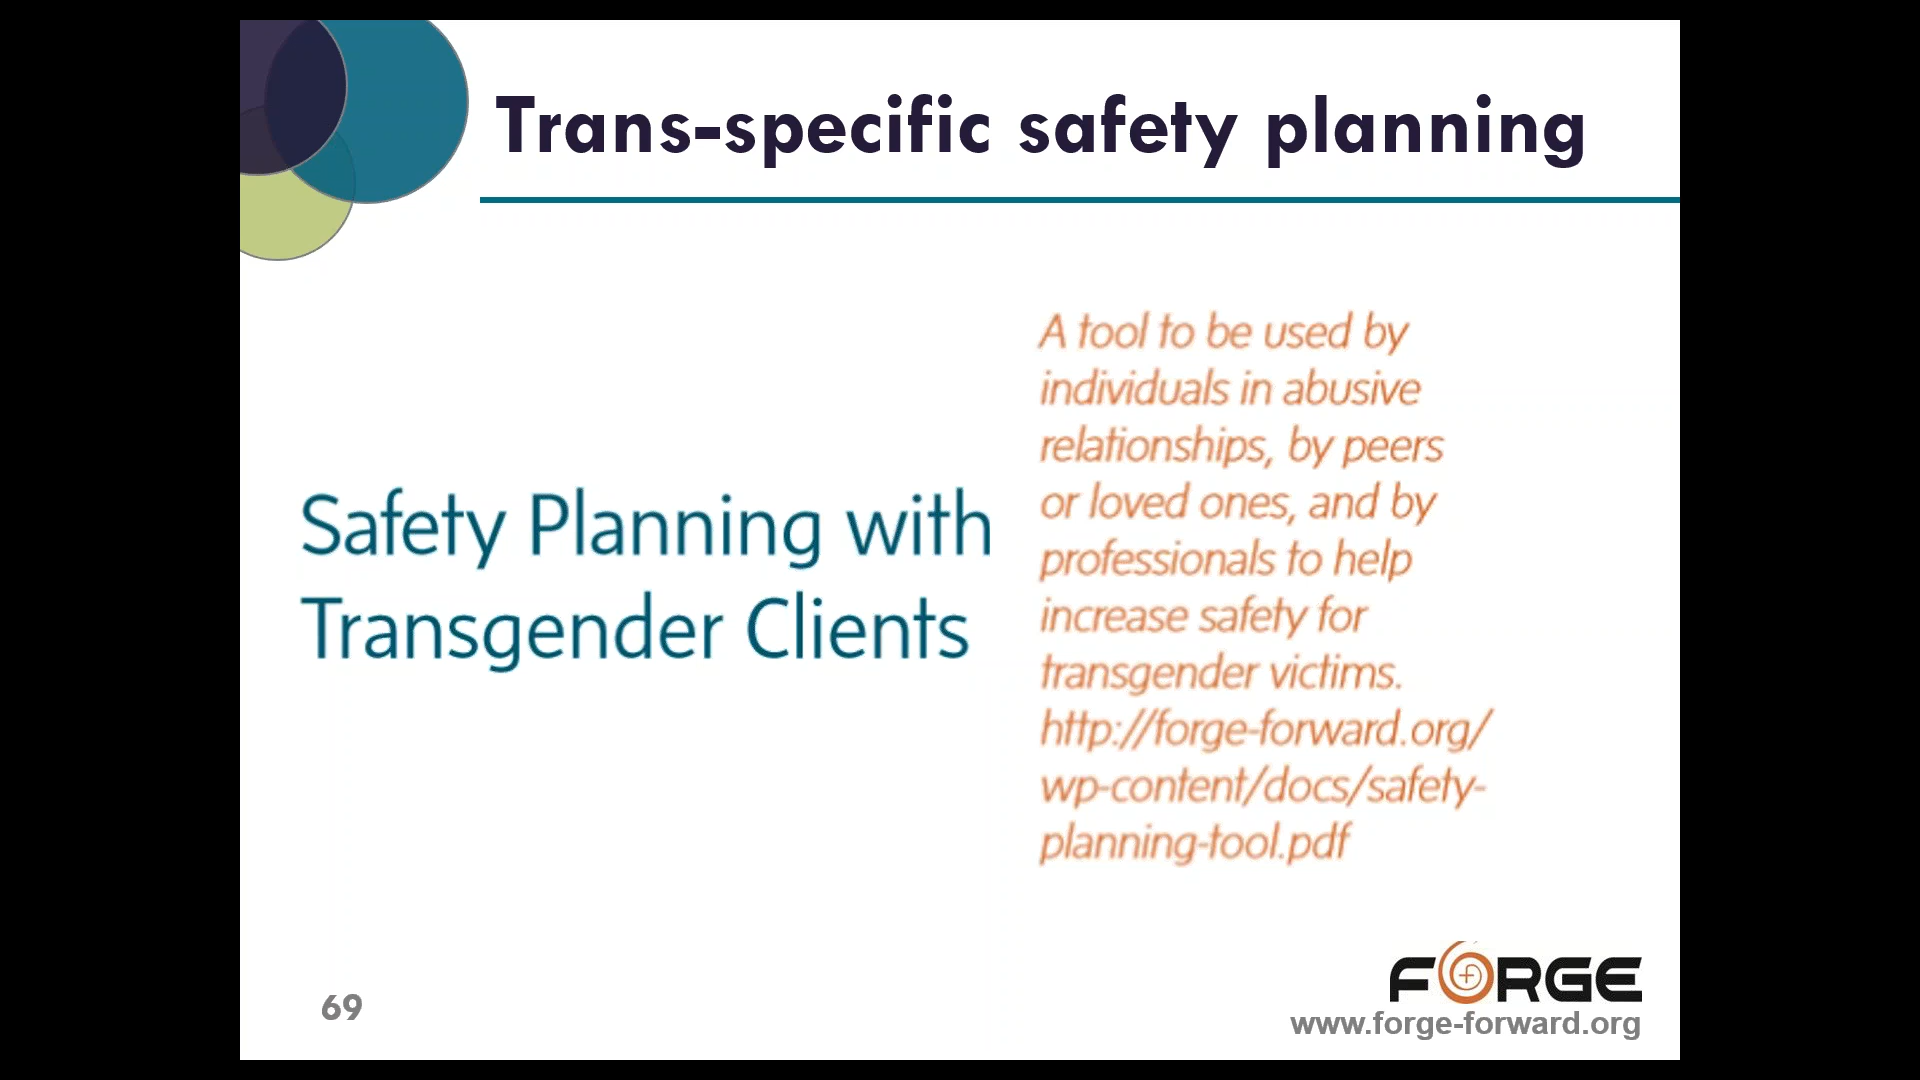 Trans-specific safety planning
Safety Planning with
Transgender Clients
A tool to be used by
individuals in abusive
relationships, by peers
or loved ones, and by
professionals to help
increase safety for
transgender victims.
http://forge-forward.org/
wp-content/docs/safety-
planning-tool.pdf
69
FORGE
www.forge-forward.org